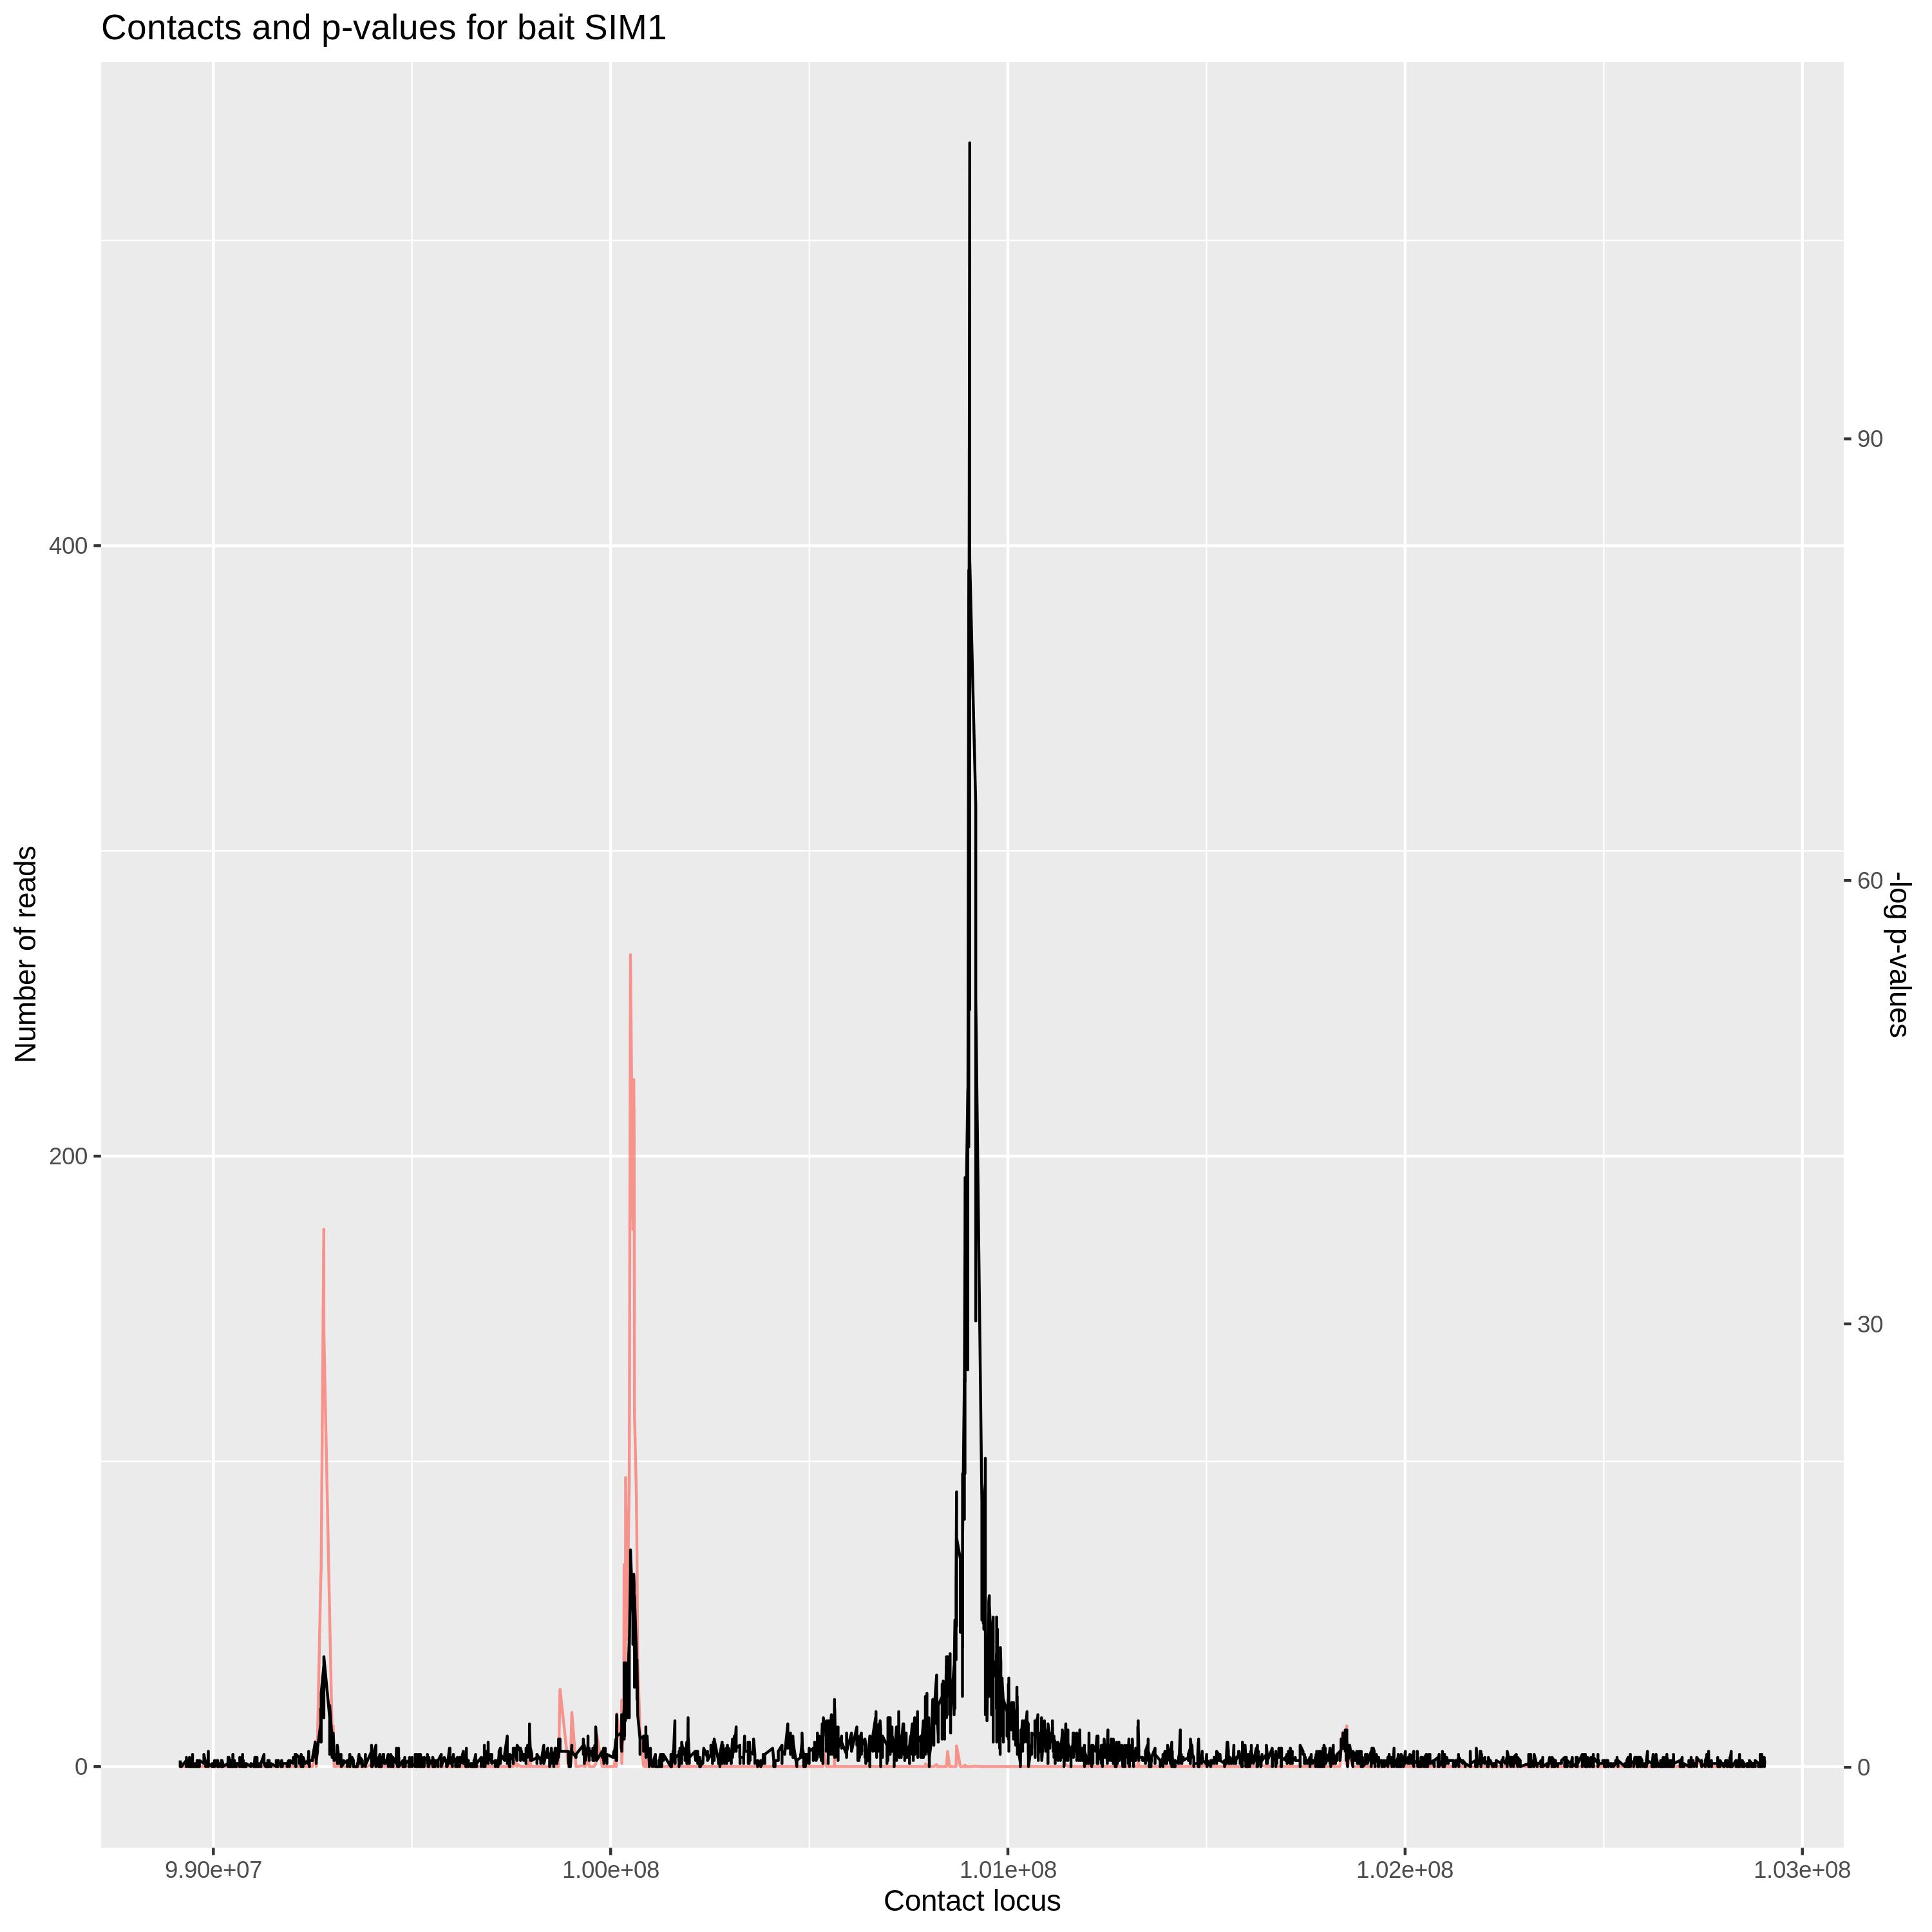 Contacts and p-values for bait SIM1
Number of reads
400
200
0
90
60
30
0
-log p-values
9.90e+07 1.00e+08 1.01e+08 1.02e+08 1.03e+08
Contact locus